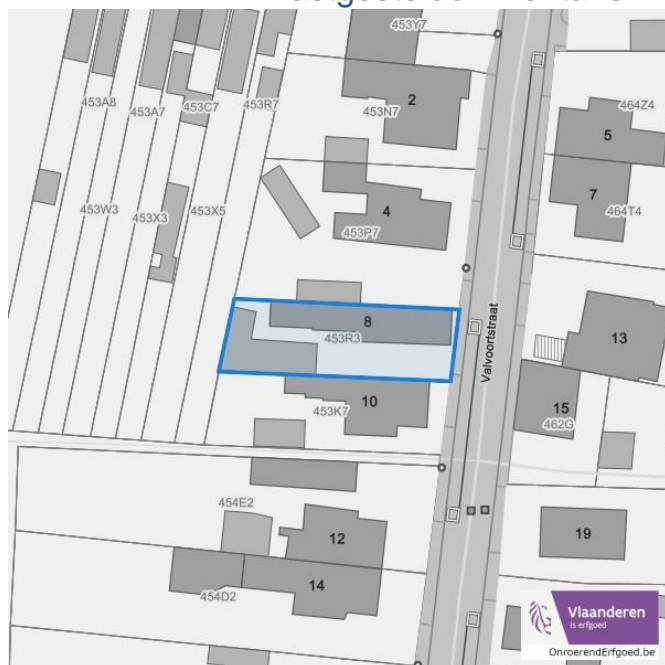 453Y7
2
453N7
453A8
453A7
453C7
453R7
464Z4
5
7
464T4
453W3
453X3
453X5
4
453P7
8
453R3
Valvoortstraat
13
10
453K7
15
462G
454E2
12
19
14
454D2
Vlaanderen
is erfgoed
OnroerendErfgoed.be